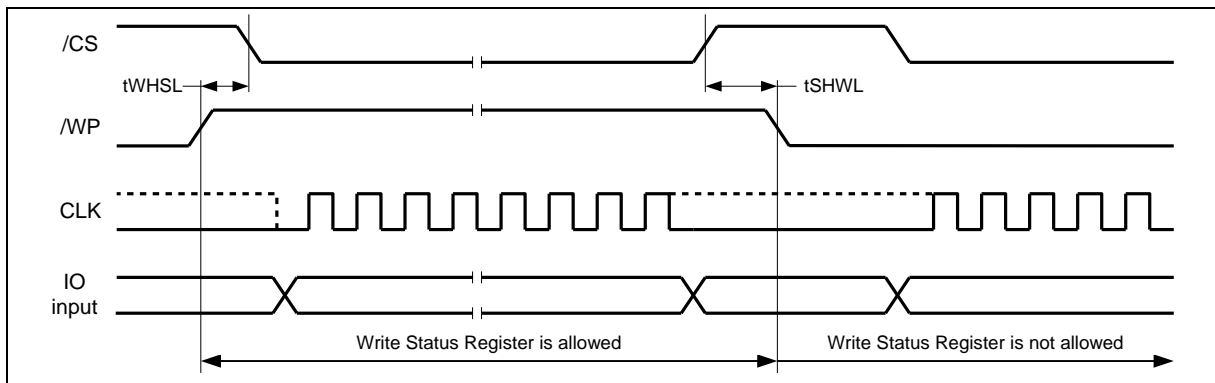 /CS
tWHSL
tSHWL
/WP
CLK
IO
input
Write Status Register is allowed
Write Status Register is not allowed